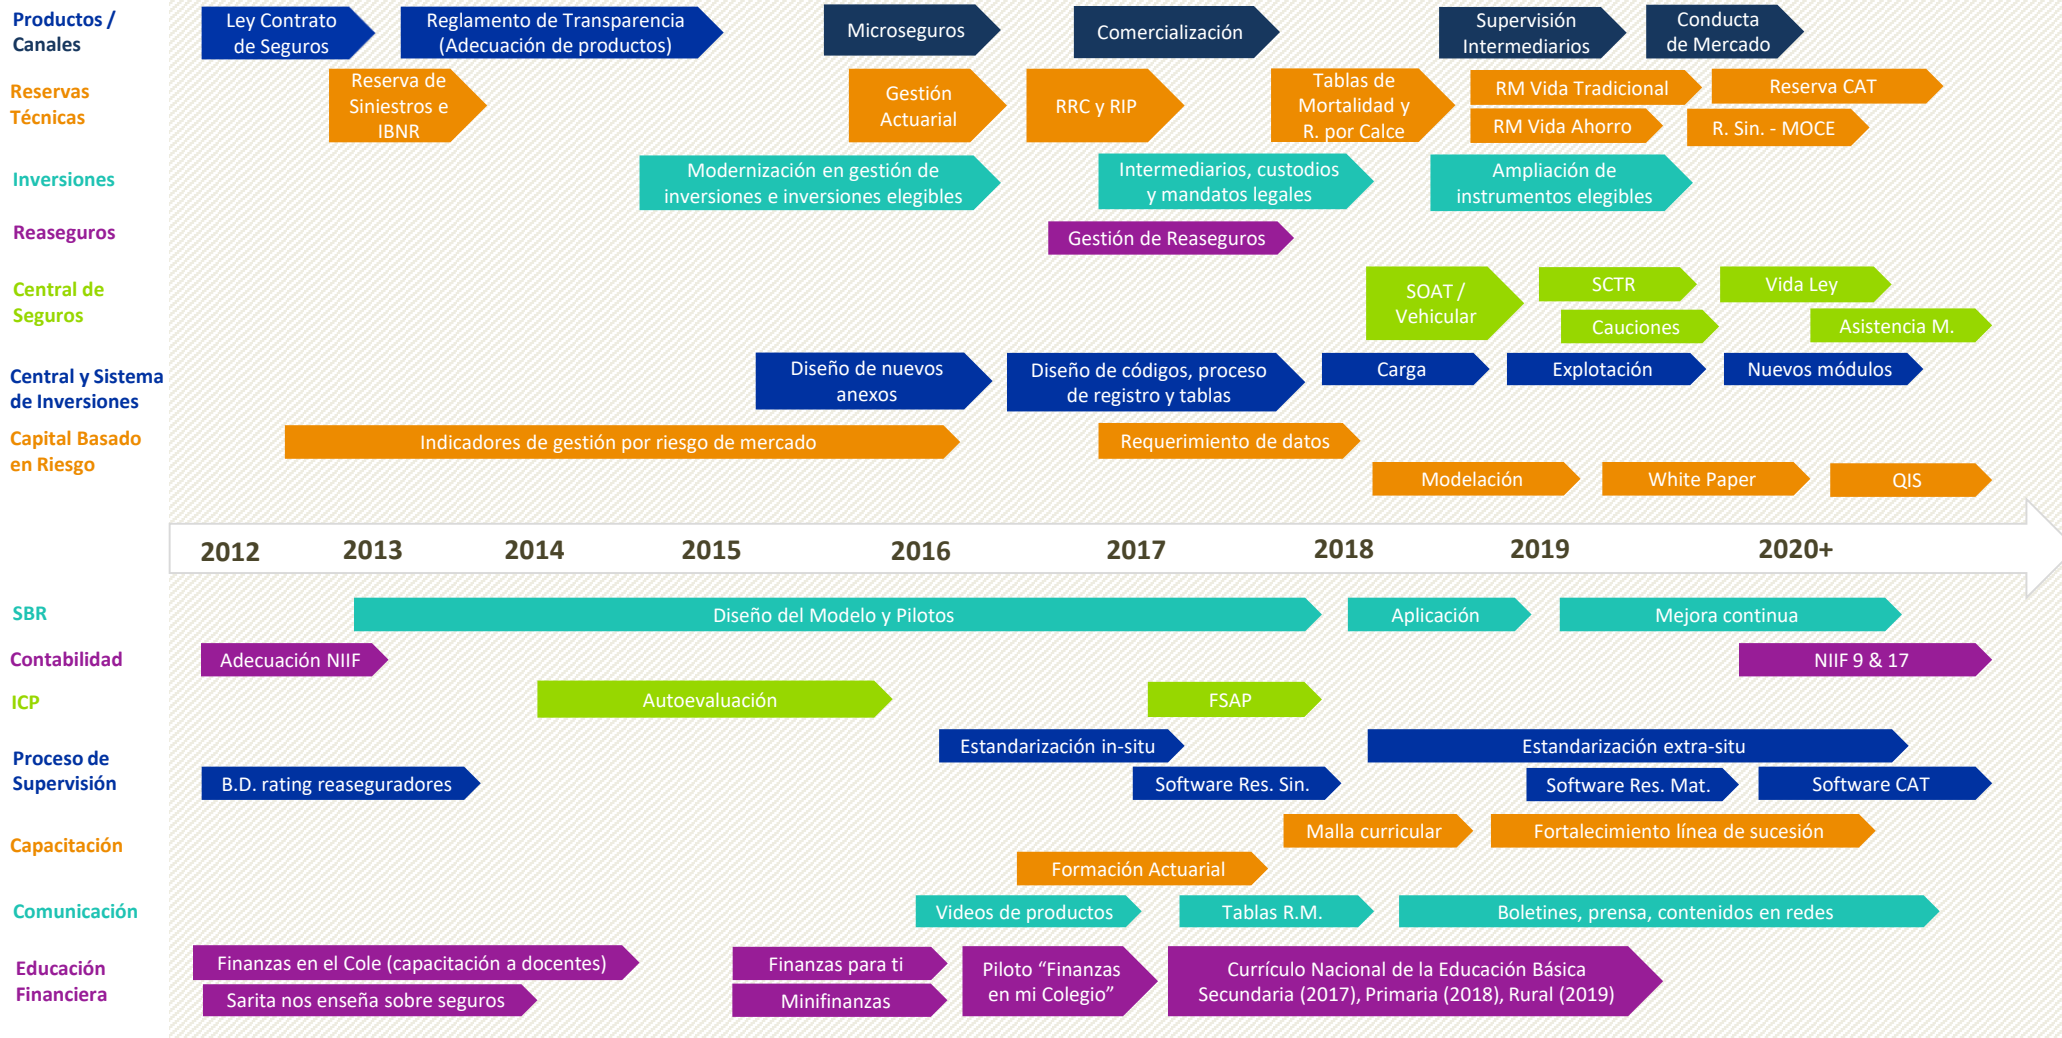 Productos /
Canales
Ley Contrato
de Seguros
Reglamento de Transparencia
(Adecuación de productos)
Microseguros
Comercialización
Supervisión
Intermediarios
Conducta
de Mercado
Reservas
Técnicas
Reserva de
Siniestros e
IBNR
Gestión
Actuarial
RRC y RIP
Tablas de
Mortalidad y
R. por Calce
RM Vida Tradicional
Reserva CAT
RM Vida Ahorro
R. Sin. - MOCE
Inversiones
Modernización en gestión de
inversiones e inversiones elegibles
Intermediarios, custodios
y mandatos legales
Ampliación de
instrumentos elegibles
Reaseguros
Gestión de Reaseguros
Central de
Seguros
SOAT /
Vehicular
SCTR
Vida Ley
Cauciones
Asistencia M.
Central y Sistema
de Inversiones
Diseño de nuevos
anexos
Diseño de códigos, proceso
de registro y tablas
Carga
Explotación
Nuevos módulos
Capital Basado
en Riesgo
Indicadores de gestión por riesgo de mercado
Requerimiento de datos
Modelación
White Paper
QIS
2012
2013
2014
2015
2016
2017
2018
2019
2020+
SBR
Diseño del Modelo y Pilotos
Aplicación
Mejora continua
Contabilidad
Adecuación NIIF
NIIF 9 & 17
ICP
Autoevaluación
FSAP
Proceso de
Supervisión
Estandarización in-situ
Estandarización extra-situ
B.D. rating reaseguradores
Software Res. Sin.
Software Res. Mat.
Software CAT
Capacitación
Malla curricular
Fortalecimiento línea de sucesión
Formación Actuarial
Comunicación
Videos de productos
Tablas R.M.
Boletines, prensa, contenidos en redes
Educación
Financiera
Finanzas en el Cole (capacitación a docentes)
Sarita nos enseña sobre seguros
Finanzas para ti
Minifinanzas
Piloto “Finanzas
en mi Colegio”
Currículo Nacional de la Educación Básica
Secundaria (2017), Primaria (2018), Rural (2019)